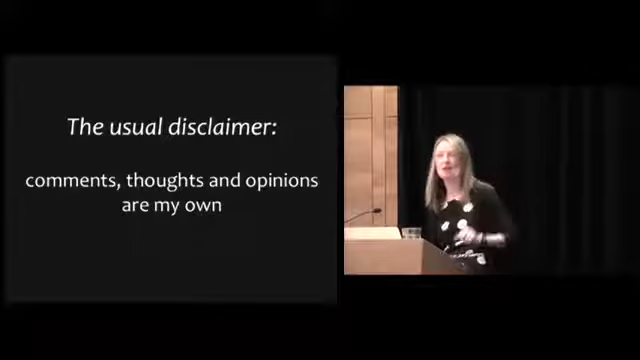 The usual disclaimer:
comments, thoughts and opinions
are my own